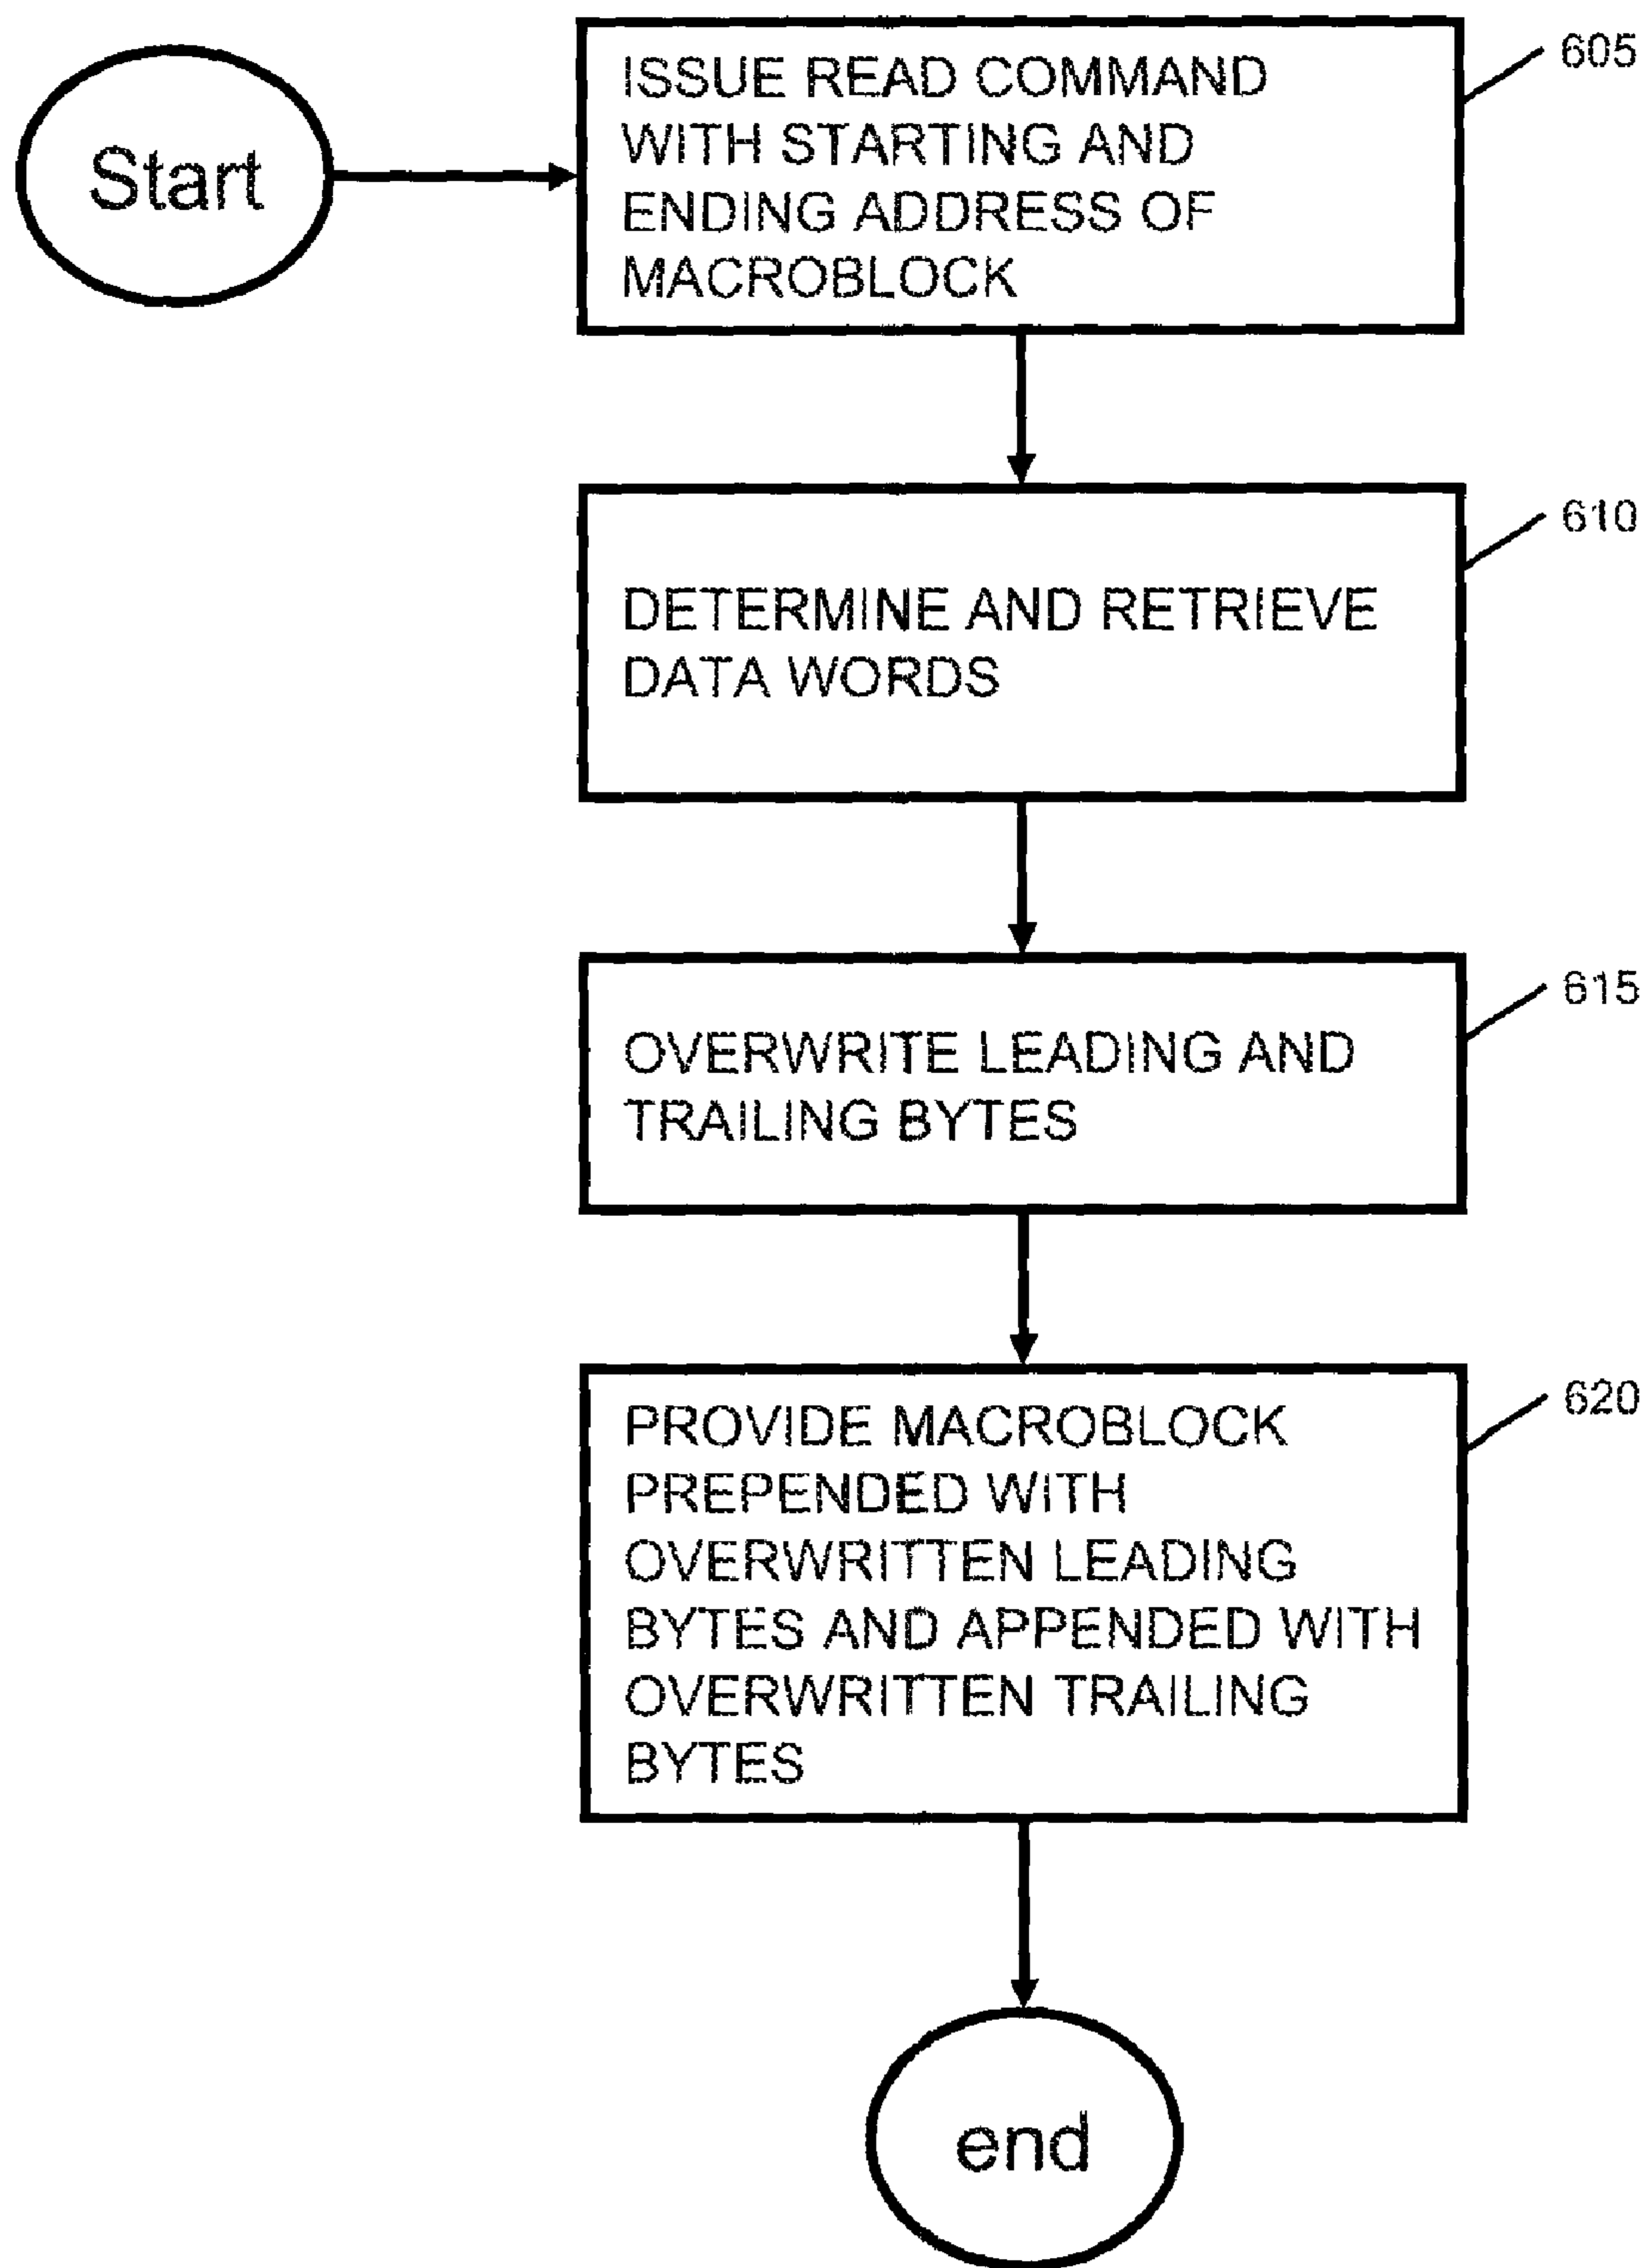 Start
ISSUE READ COMMAND
WITH STARTING AND
ENDING ADDRESS OF
MACROBLOCK
605
DETERMINE AND RETRIEVE
DATA WORDS
610
OVERWRITE LEADING AND
TRAILING BYTES
615
PROVIDE MACROBLOCK
PREPENDED WITH
OVERWRITTEN LEADING
BYTES AND APPENDED WITH
OVERWRITTEN TRAILING
BYTES
620
end